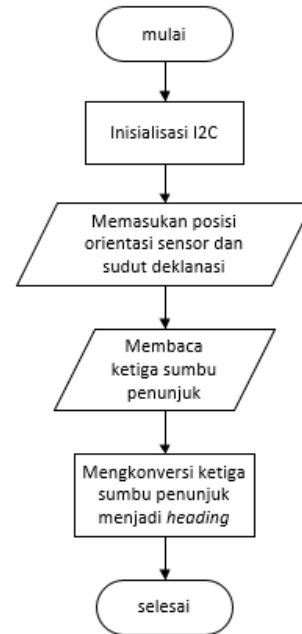 mulai
Inisialisasi I2C
Memasukan posisi
orientasi sensor dan
sudut deklanasi
Membaca
ketiga sumbu
penunjuk
Mengkonversi ketiga
sumbu penunjuk
menjadi heading
selesai